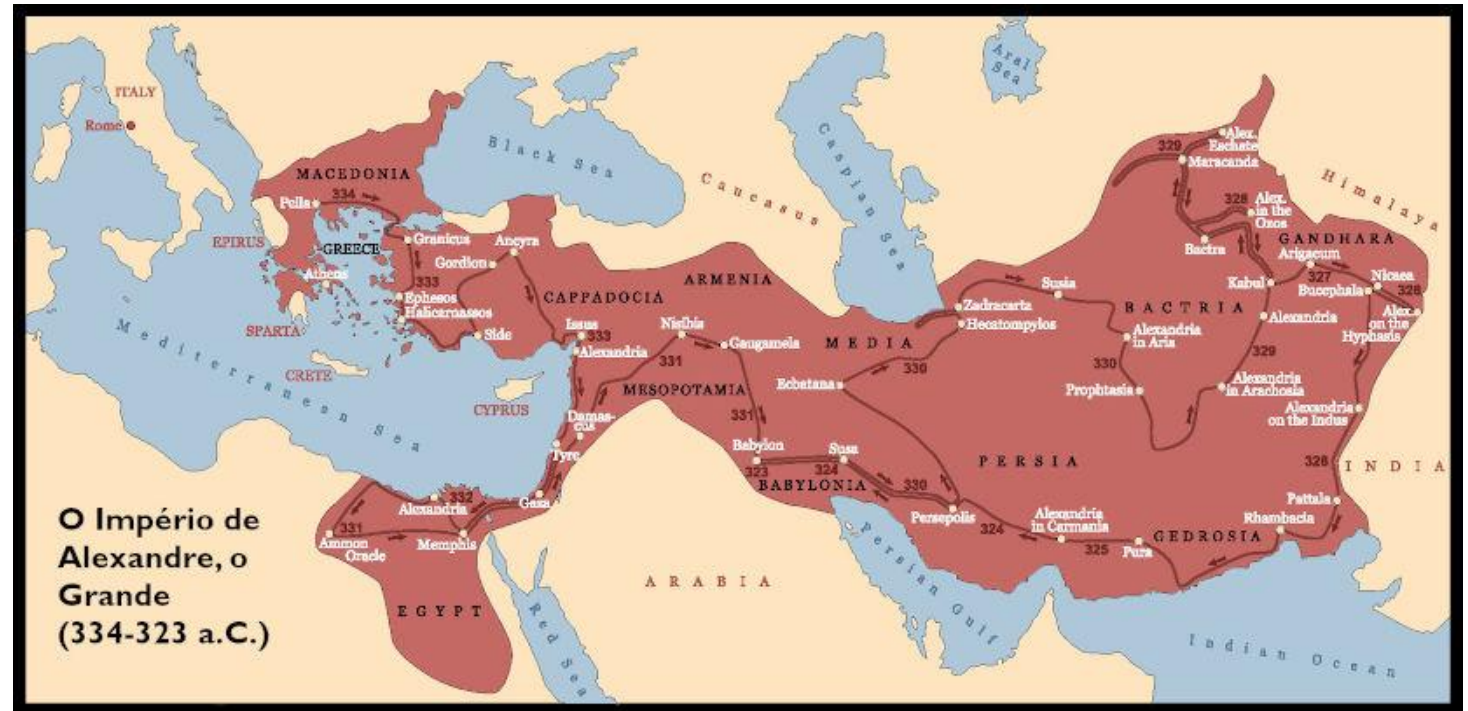 ITALY
Rome
Black Sea
Caspian Sea
Aral Sea
Caucasus
Himalaya
MACEDONIA
Pella
334
EPIRUS
GREECE
Athens
SPARTA
CRETE
Mediterranean Sea
Granicus
333
Ephesos
Halicarnassos
Gordion
Ancyra
Side
CAPPADOCIA
ARMENIA
Issus
333
Alexandria
CYPRUS
Damas-
cus
Tyre
Gaza
Nisibis
331
Gaugamela
MESOPOTAMIA
331
MEDIA
Ecbatana
330
Babylon
323
Susa
324
BABYLONIA
330
Persepolis
PERSIA
Zadracarta
Hecatompylos
Susia
BACTRIA
Alexandria
in Aria
330
Prophtasia
Alexandria
in Arachosia
329
Alexandria
Kabul
Bactra
329
Maracanda
Alex.
Eschate
328
Alex.
in the
Oxos
GANDHARA
Arigaeum
327
Nicaea
Bucephala
328
Alex.
on the
Hyphasis
Alexandria
on the Indus
326
INDIA
Pattala
Rhambacia
GEDROSIA
Pura
325
Alexandria
in Carmania
324
Persian Gulf
Indian Ocean
ARABIA
Red Sea
Alexandria
332
Memphis
331
Ammon
Oracle
EGYPT
O Império de
Alexandre, o
Grande
(334-323 a.C.)